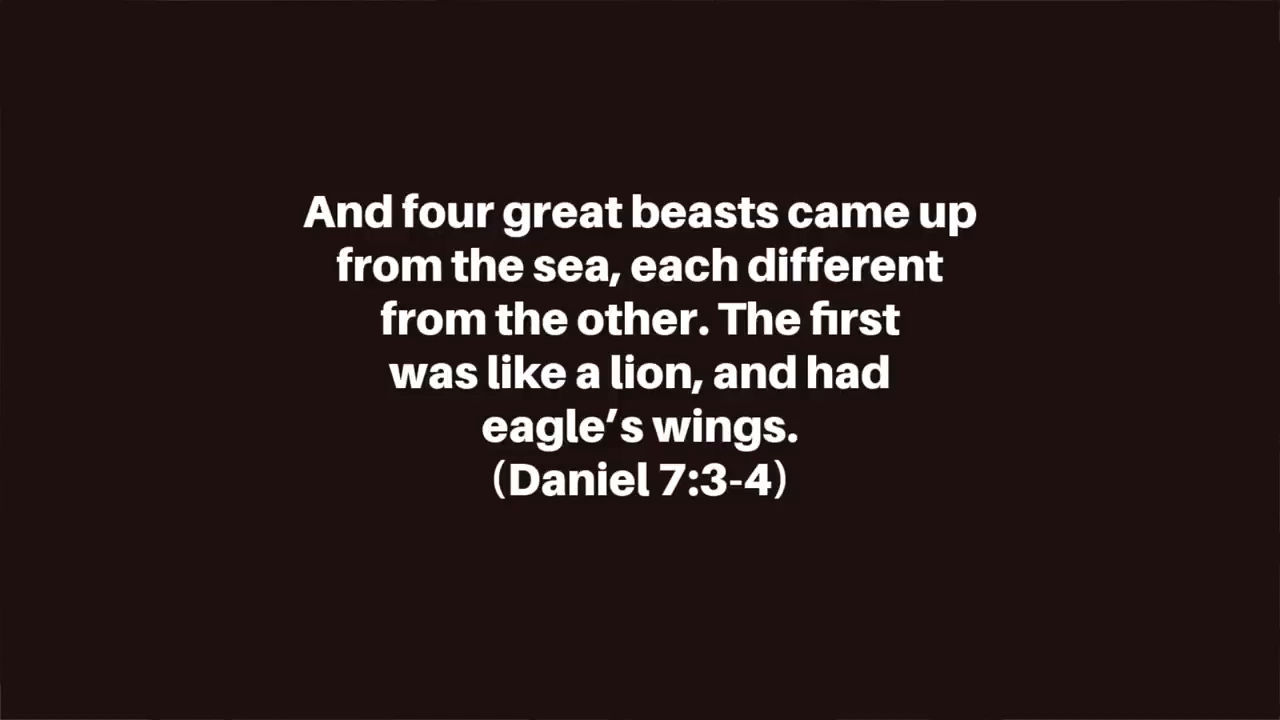 And four great beasts came up
from the sea, each different
from the other. The first
was like a lion, and had
eagle’s wings.
(Daniel 7:3-4)